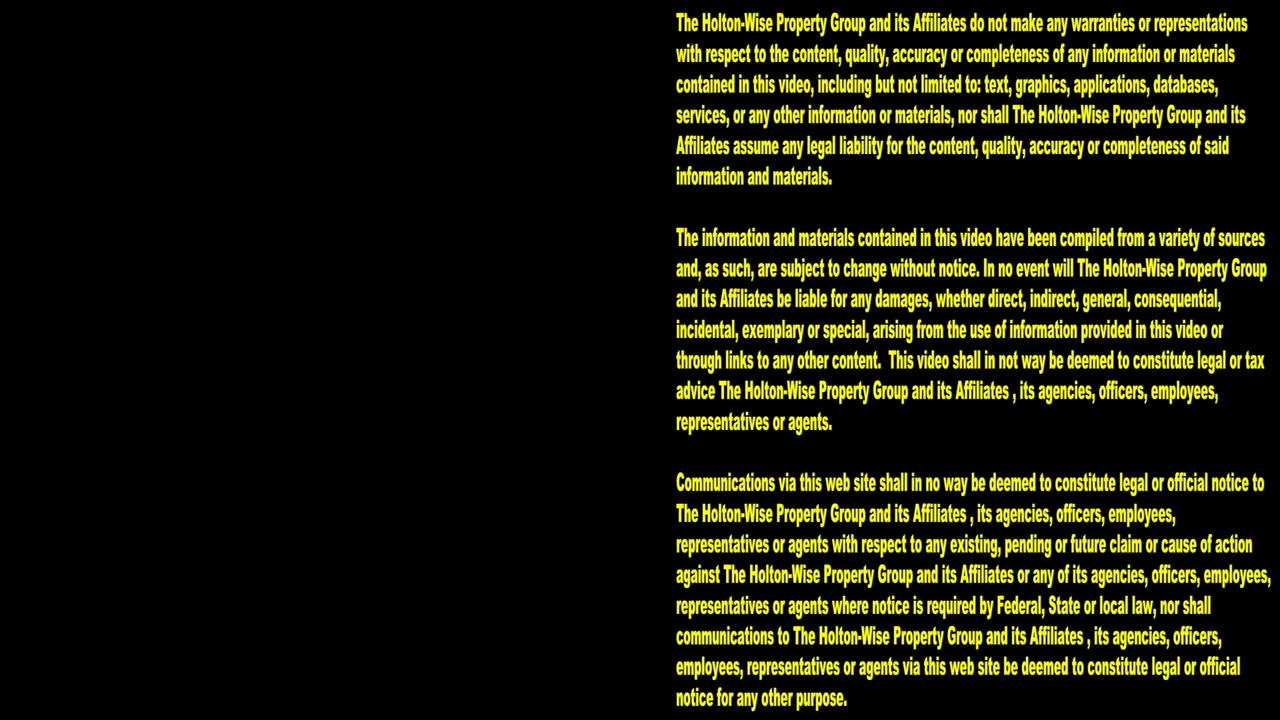 The Holton-Wise Property Group and its Affiliates do not make any warranties or representations
with respect to the content, quality, accuracy or completeness of any information or materials
contained in this video, including but not limited to: text, graphics, applications, databases,
services, or any other information or materials, nor shall The Holton-Wise Property Group and its
Affiliates assume any legal liability for the content, quality, accuracy or completeness of said
information and materials.
The information and materials contained in this video have been compiled from a variety of sources
and, as such, are subject to change without notice. In no event will The Holton-Wise Property Group
and its Affiliates be liable for any damages, whether direct, indirect, general, consequential,
incidental, exemplary or special, arising from the use of information provided in this video or
through links to any other content.  This video shall in not way be deemed to constitute legal or tax
advice The Holton-Wise Property Group and its Affiliates , its agencies, officers, employees,
representatives or agents.
Communications via this web site shall in no way be deemed to constitute legal or official notice to
The Holton-Wise Property Group and its Affiliates , its agencies, officers, employees,
representatives or agents with respect to any existing, pending or future claim or cause of action
against The Holton-Wise Property Group and its Affiliates or any of its agencies, officers, employees,
representatives or agents where notice is required by Federal, State or local law, nor shall
communications to The Holton-Wise Property Group and its Affiliates , its agencies, officers,
employees, representatives or agents via this web site be deemed to constitute legal or official
notice for any other purpose.